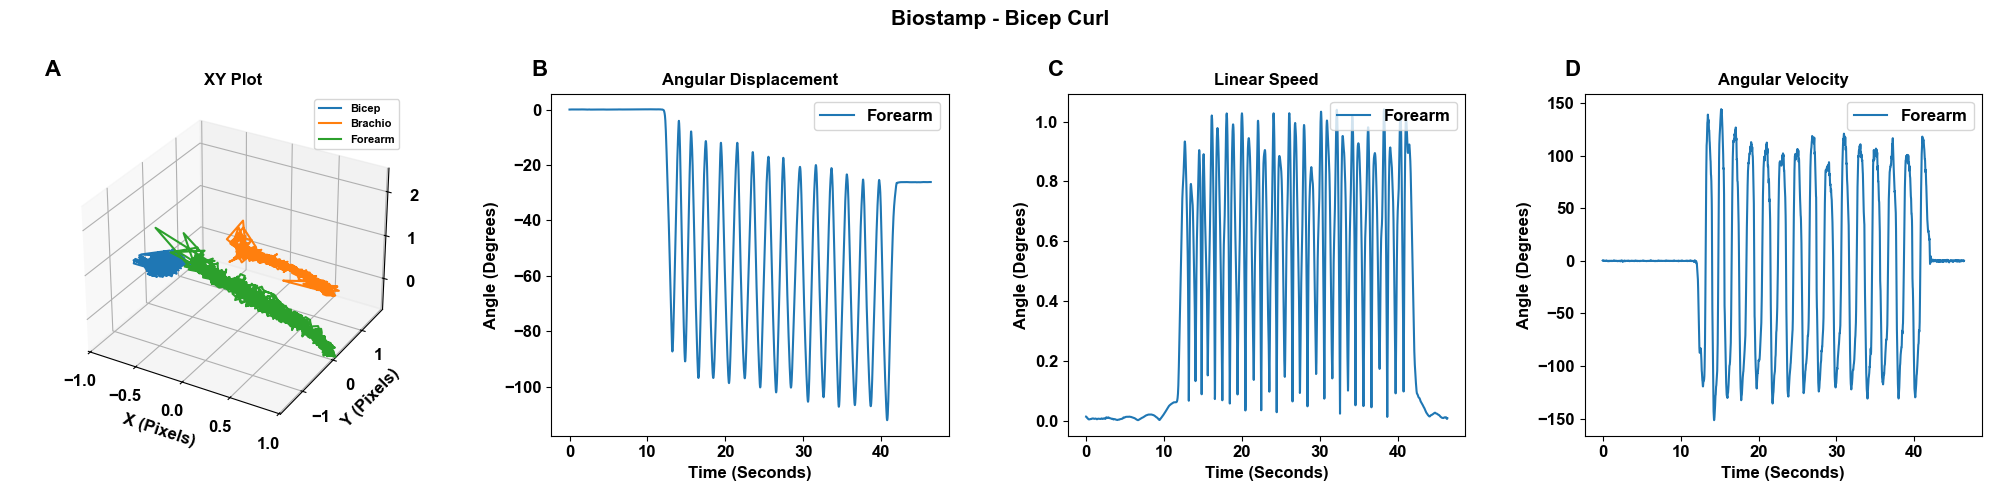 Biostamp - Bicep Curl
A
XY Plot
Bicep
Brachio
Forearm
2
1
0
−1.0
−0.5
0.0
0.5
1.0
X (Pixels)
−1
0
1
Y (Pixels)
B
Angular Displacement
Forearm
0
−20
−40
−60
−80
−100
Angle (Degrees)
0
10
20
30
40
Time (Seconds)
C
Linear Speed
Forearm
1.0
0.8
0.6
0.4
0.2
0.0
Angle (Degrees)
0
10
20
30
40
Time (Seconds)
D
Angular Velocity
Forearm
150
100
50
0
−50
−100
−150
Angle (Degrees)
0
10
20
30
40
Time (Seconds)